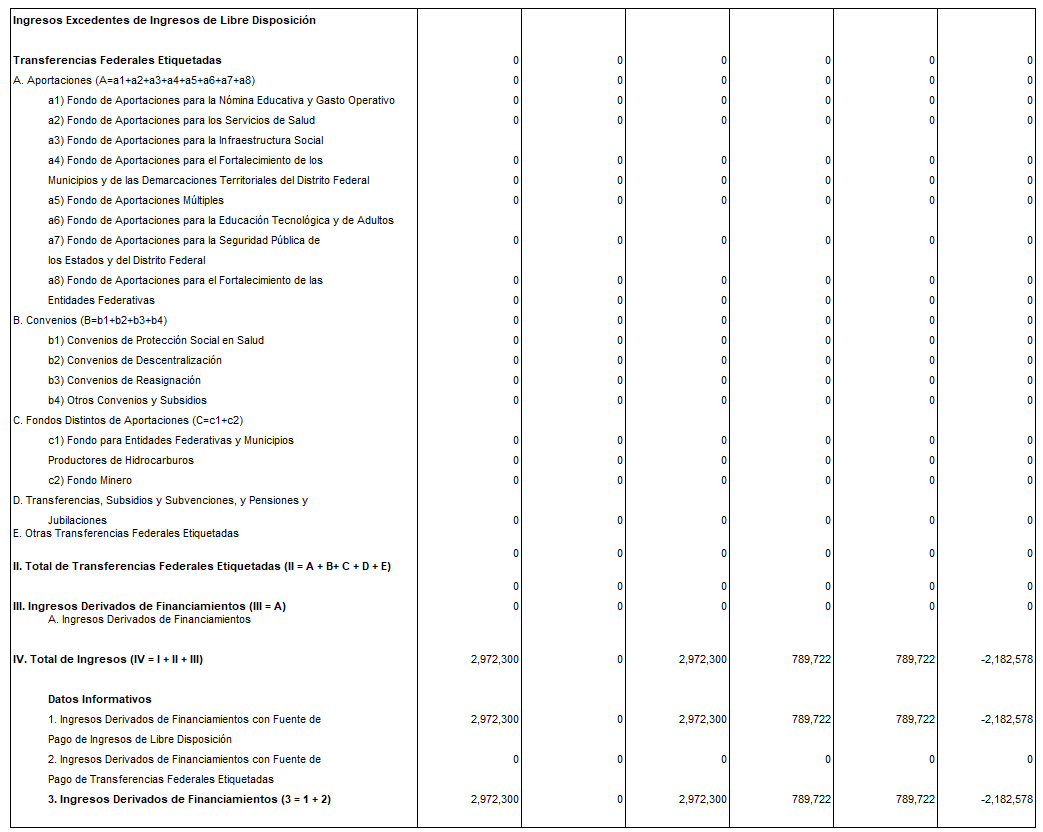 Ingresos Excedentes de Ingresos de Libre Disposición
Transferencias Federales Etiquetadas 0 0 0 0 0 0
A. Aportaciones (A=a1+a2+a3+a4+a5+a6+a7+a8) 0 0 0 0 0 0
a1) Fondo de Aportaciones para la Nómina Educativa y Gasto Operativo 0 0 0 0 0 0
a2) Fondo de Aportaciones para los Servicios de Salud 0 0 0 0 0 0
a3) Fondo de Aportaciones para la Infraestructura Social
a4) Fondo de Aportaciones para el Fortalecimiento de los 0 0 0 0 0 0
Municipios y de las Demarcaciones Territoriales del Distrito Federal 0 0 0 0 0 0
a5) Fondo de Aportaciones Múltiples 0 0 0 0 0 0
a6) Fondo de Aportaciones para la Educación Tecnológica y de Adultos
a7) Fondo de Aportaciones para la Seguridad Pública de 0 0 0 0 0 0
los Estados y del Distrito Federal
a8) Fondo de Aportaciones para el Fortalecimiento de las 0 0 0 0 0 0
Entidades Federativas 0 0 0 0 0 0
B. Convenios (B=b1+b2+b3+b4) 0 0 0 0 0 0
b1) Convenios de Protección Social en Salud 0 0 0 0 0 0
b2) Convenios de Descentralización 0 0 0 0 0 0
b3) Convenios de Reasignación 0 0 0 0 0 0
b4) Otros Convenios y Subsidios 0 0 0 0 0 0
C. Fondos Distintos de Aportaciones (C=c1+c2)
c1) Fondo para Entidades Federativas y Municipios 0 0 0 0 0 0
Productores de Hidrocarburos 0 0 0 0 0 0
c2) Fondo Minero 0 0 0 0 0 0
D. Transferencias, Subsidios y Subvenciones, y Pensiones y
Jubilaciones 0 0 0 0 0 0
E. Otras Transferencias Federales Etiquetadas
0 0 0 0 0 0
II. Total de Transferencias Federales Etiquetadas (II = A + B+ C + D + E)
0 0 0 0 0 0
III. Ingresos Derivados de Financiamientos (III = A) 0 0 0 0 0 0
A. Ingresos Derivados de Financiamientos
IV. Total de Ingresos (IV = I + II + III) 2,972,300 0 2,972,300 789,722 789,722 -2,182,578
Datos Informativos
1. Ingresos Derivados de Financiamientos con Fuente de 2,972,300 0 2,972,300 789,722 789,722 -2,182,578
Pago de Ingresos de Libre Disposición
2. Ingresos Derivados de Financiamientos con Fuente de 0 0 0 0 0 0
Pago de Transferencias Federales Etiquetadas
3. Ingresos Derivados de Financiamientos (3 = 1 + 2) 2,972,300 0 2,972,300 789,722 789,722 -2,182,578